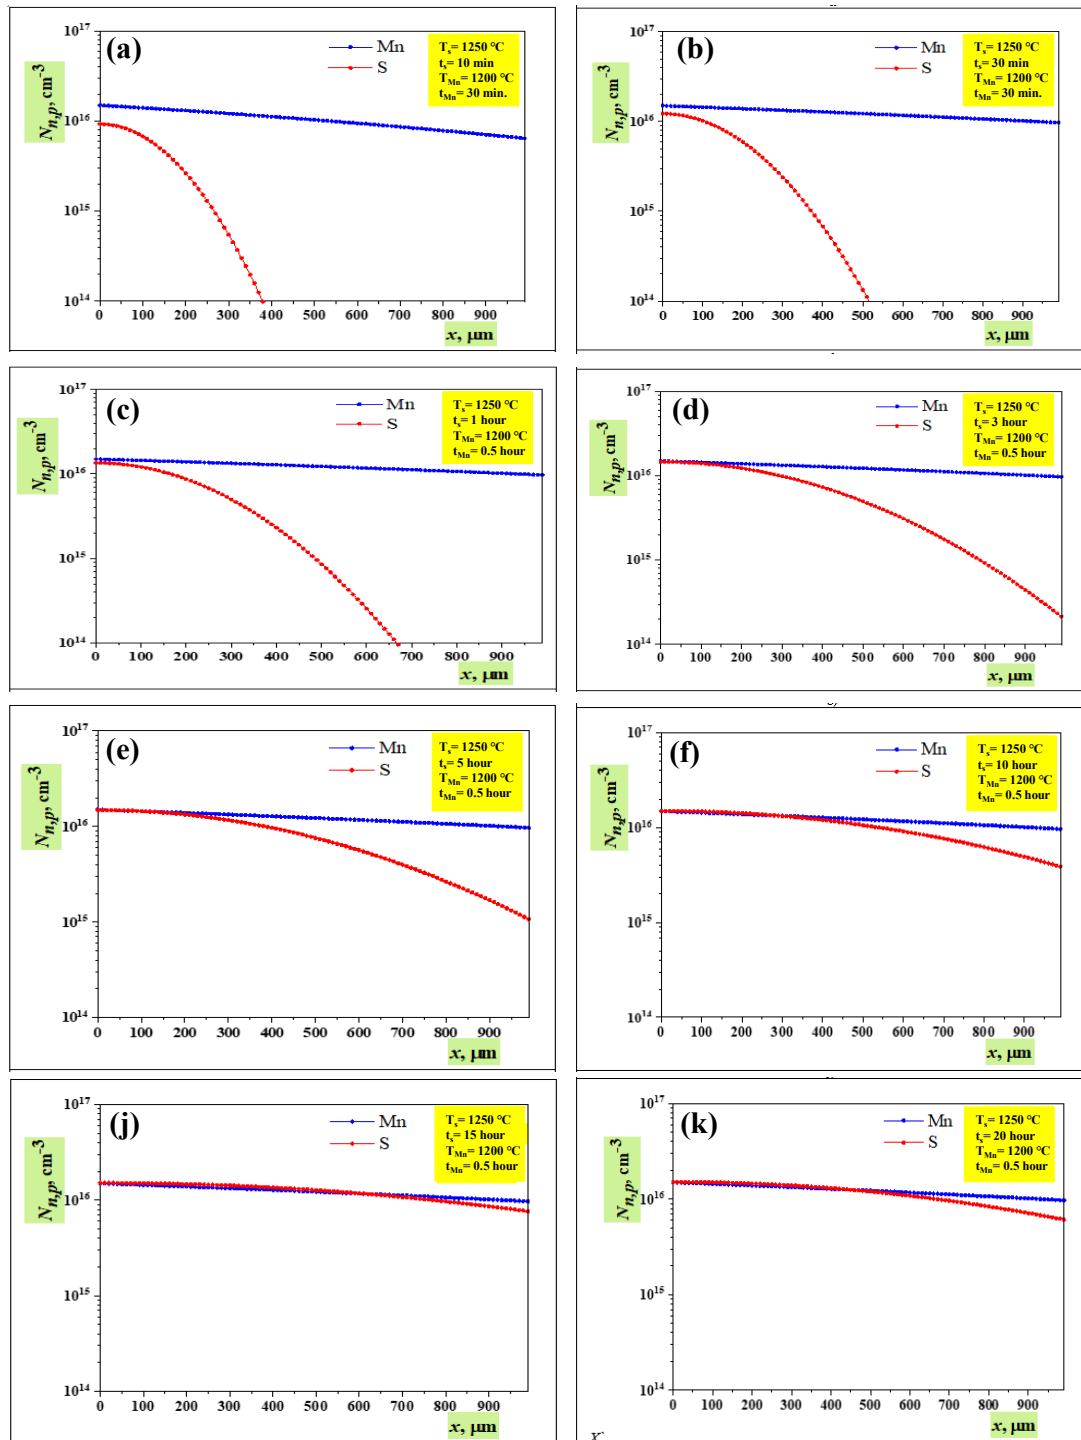 (a)
Mn
S
Tₛ= 1250 °C
tₛ= 10 min
T_Mn= 1200 °C
t_Mn= 30 min.
N_n,p, cm⁻³
10¹⁷
10¹⁶
10¹⁵
10¹⁴
0 100 200 300 400 500 600 700 800 900
x, μm
(b)
Mn
S
Tₛ= 1250 °C
tₛ= 30 min
T_Mn= 1200 °C
t_Mn= 30 min.
N_n,p, cm⁻³
10¹⁷
10¹⁶
10¹⁵
10¹⁴
0 100 200 300 400 500 600 700 800 900
x, μm
(c)
Mn
S
Tₛ= 1250 °C
tₛ= 1 hour
T_Mn= 1200 °C
t_Mn= 0.5 hour
N_n,p, cm⁻³
10¹⁷
10¹⁶
10¹⁵
10¹⁴
0 100 200 300 400 500 600 700 800 900
x, μm
(d)
Mn
S
Tₛ= 1250 °C
tₛ= 3 hour
T_Mn= 1200 °C
t_Mn= 0.5 hour
N_n,p, cm⁻³
10¹⁷
10¹⁶
10¹⁵
10¹⁴
0 100 200 300 400 500 600 700 800 900
x, μm
(e)
Mn
S
Tₛ= 1250 °C
tₛ= 5 hour
T_Mn= 1200 °C
t_Mn= 0.5 hour
N_n,p, cm⁻³
10¹⁷
10¹⁶
10¹⁵
10¹⁴
0 100 200 300 400 500 600 700 800 900
x, μm
(f)
Mn
S
Tₛ= 1250 °C
tₛ= 10 hour
T_Mn= 1200 °C
t_Mn= 0.5 hour
N_n,p, cm⁻³
10¹⁷
10¹⁶
10¹⁵
10¹⁴
0 100 200 300 400 500 600 700 800 900
x, μm
(j)
Mn
S
Tₛ= 1250 °C
tₛ= 15 hour
T_Mn= 1200 °C
t_Mn= 0.5 hour
N_n,p, cm⁻³
10¹⁷
10¹⁶
10¹⁵
10¹⁴
0 100 200 300 400 500 600 700 800 900
x, μm
(k)
Mn
S
Tₛ= 1250 °C
tₛ= 20 hour
T_Mn= 1200 °C
t_Mn= 0.5 hour
N_n,p, cm⁻³
10¹⁷
10¹⁶
10¹⁵
10¹⁴
0 100 200 300 400 500 600 700 800 900
x, μm